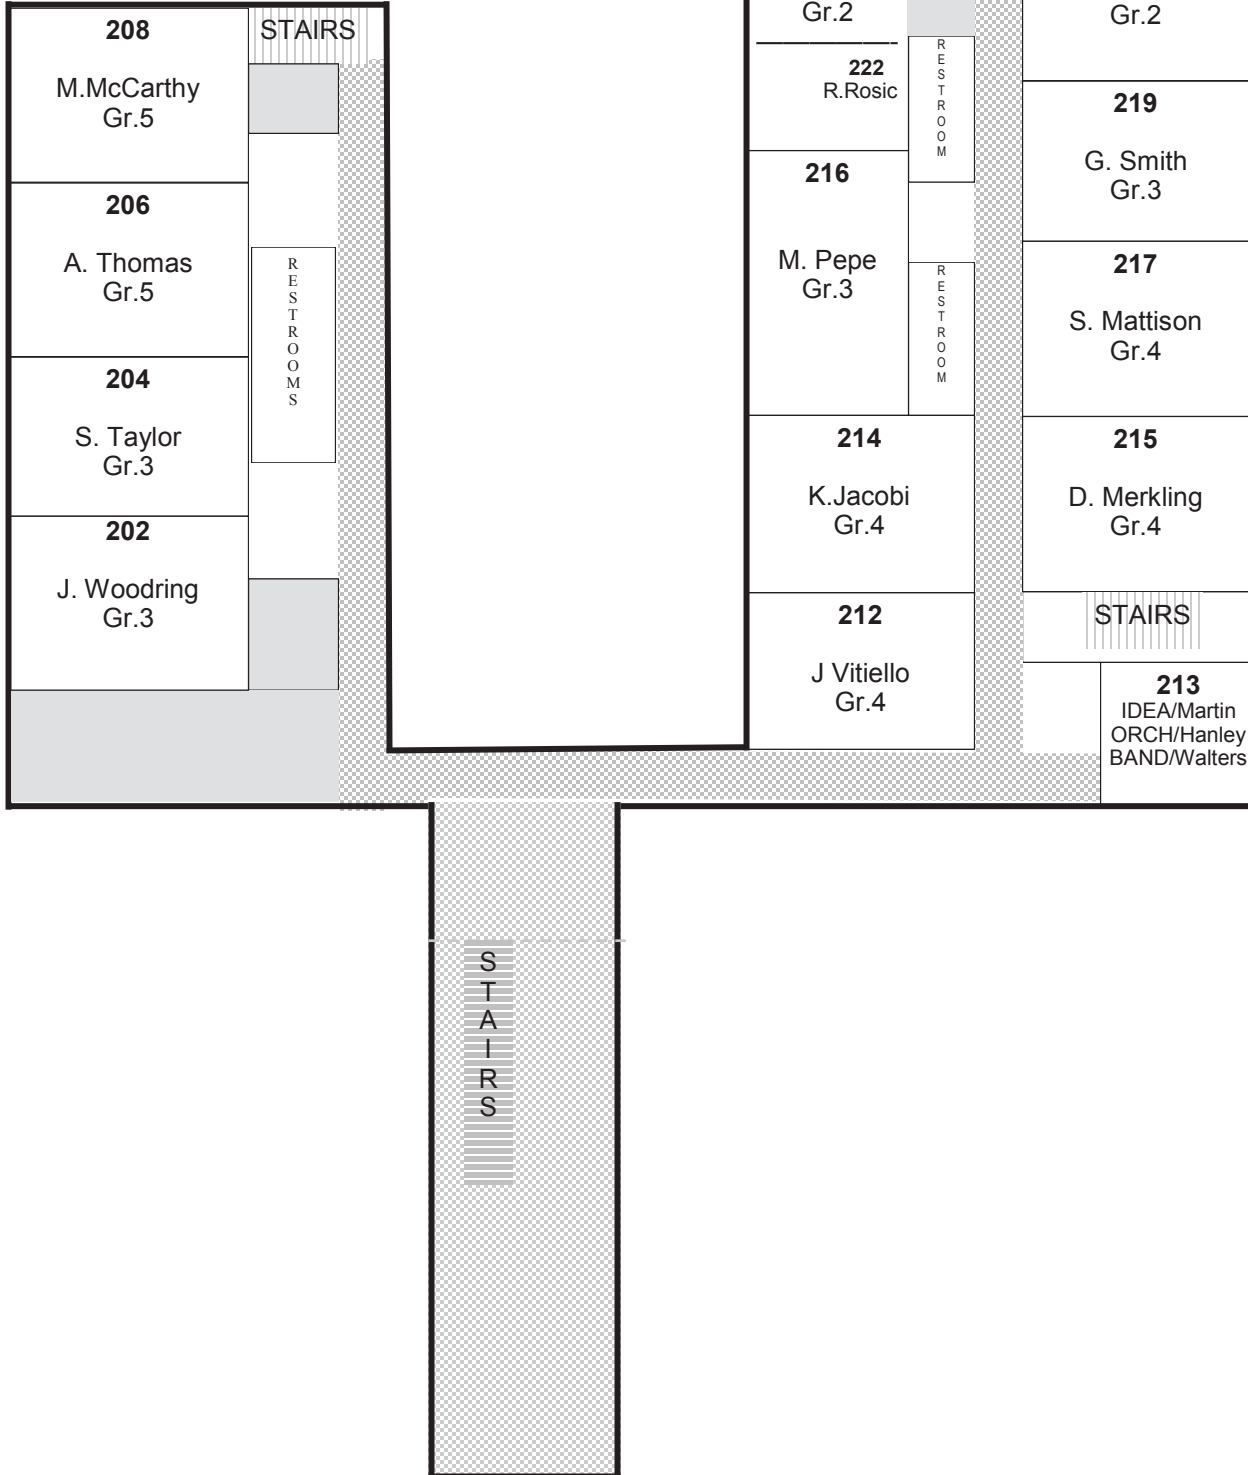 208
M.McCarthy
Gr.5
STAIRS
206
A. Thomas
Gr.5
RESTROOMS
204
S. Taylor
Gr.3
202
J. Woodring
Gr.3
Gr.2
222
R.Rosic
RESTROOM
216
M. Pepe
Gr.3
RESTROOM
214
K.Jacobi
Gr.4
212
J Vitiello
Gr.4
Gr.2
219
G. Smith
Gr.3
217
S. Mattison
Gr.4
215
D. Merkling
Gr.4
STAIRS
213
IDEA/Martin
ORCH/Hanley
BAND/Walters
STAIRS